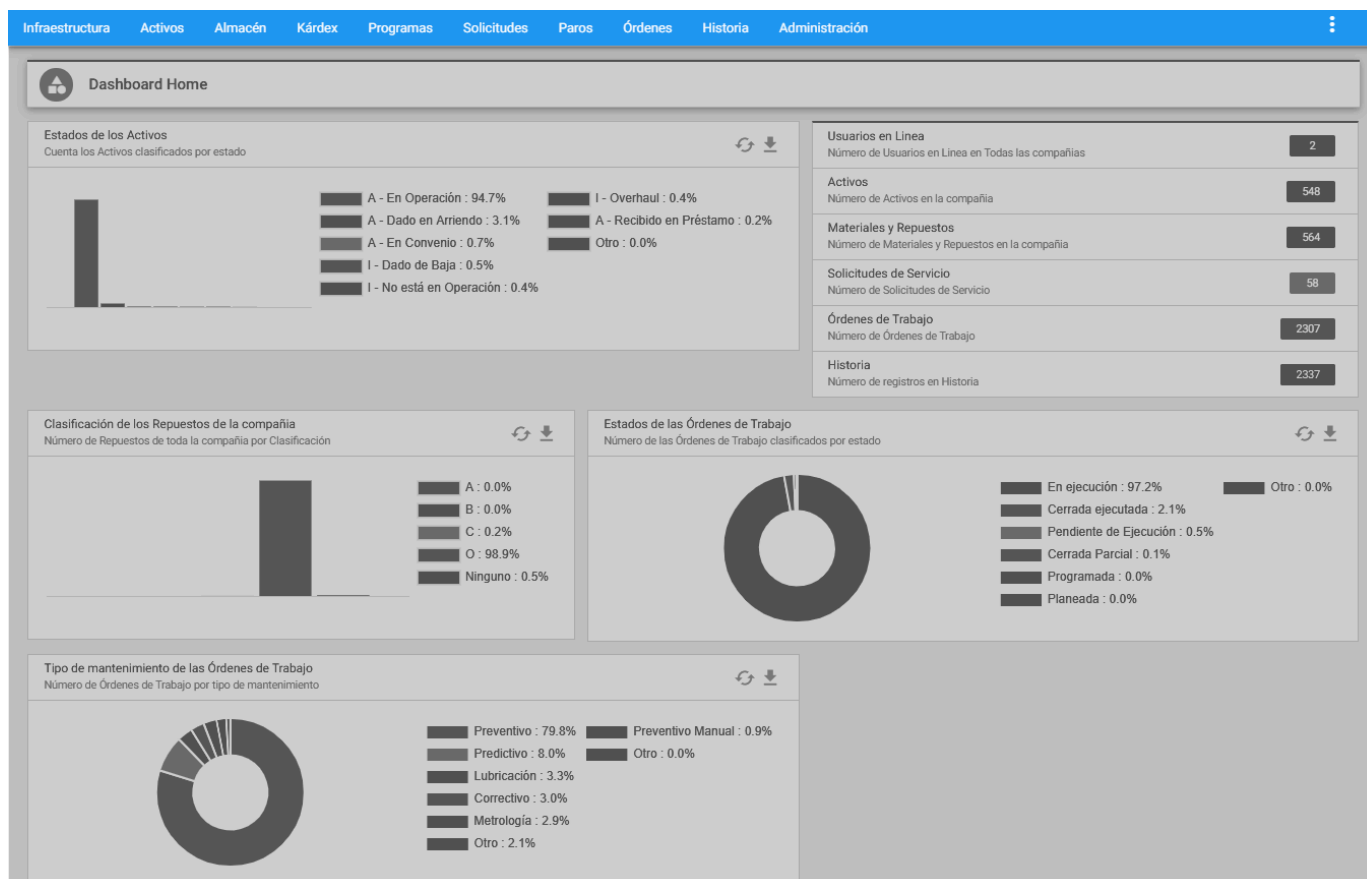 Infraestructura Activos Almacén Kárdex Programas Solicitudes Paros Órdenes Historia Administración
Dashboard Home
Estados de los Activos
Cuenta los Activos clasificados por estado
A - En Operación : 94.7%
A - Dado en Arriendo : 3.1%
A - En Convenio : 0.7%
I - Dado de Baja : 0.5%
I - No está en Operación : 0.4%
I - Overhaul : 0.4%
A - Recibido en Préstamo : 0.2%
Otro : 0.0%
Usuarios en Linea
Número de Usuarios en Linea en Todas las compañias
2
Activos
Número de Activos en la compañia
548
Materiales y Repuestos
Número de Materiales y Repuestos en la compañia
564
Solicitudes de Servicio
Número de Solicitudes de Servicio
58
Órdenes de Trabajo
Número de Órdenes de Trabajo
2307
Historia
Número de registros en Historia
2337
Clasificación de los Repuestos de la compañia
Número de Repuestos de toda la compañia por Clasificación
A : 0.0%
B : 0.0%
C : 0.2%
O : 98.9%
Ninguno : 0.5%
Estados de las Órdenes de Trabajo
Número de las Órdenes de Trabajo clasificados por estado
En ejecución : 97.2%
Cerrada ejecutada : 2.1%
Pendiente de Ejecución : 0.5%
Cerrada Parcial : 0.1%
Programada : 0.0%
Planeada : 0.0%
Otro : 0.0%
Tipo de mantenimiento de las Órdenes de Trabajo
Número de Órdenes de Trabajo por tipo de mantenimiento
Preventivo : 79.8%
Predictivo : 8.0%
Lubricación : 3.3%
Correctivo : 3.0%
Metrología : 2.9%
Otro : 2.1%
Preventivo Manual : 0.9%
Otro : 0.0%